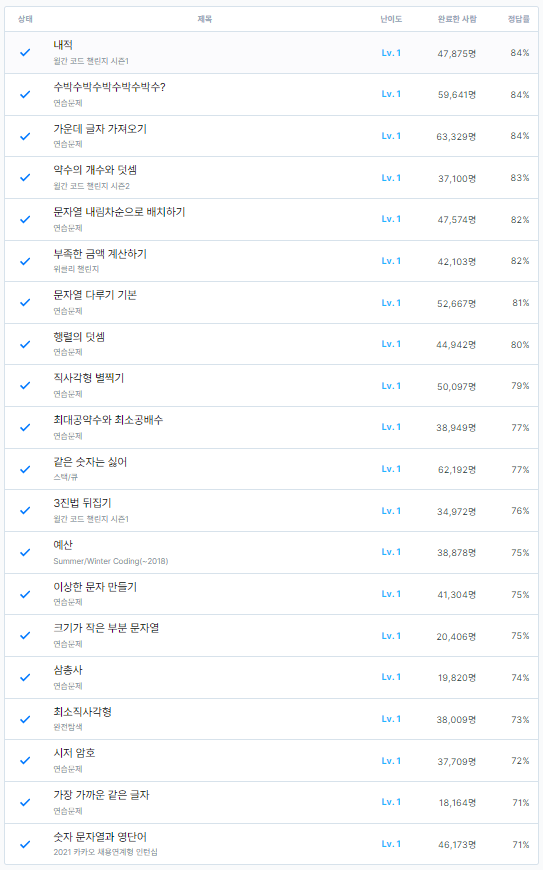 상태 제목 난이도 완료한 사람 정답률
내적
월간 코드 챌린지 시즌1
Lv. 1 47,875명 84%
수박수박수박수박수박수?
연습문제
Lv. 1 59,641명 84%
가운데 글자 가져오기
연습문제
Lv. 1 63,329명 84%
약수의 개수와 덧셈
월간 코드 챌린지 시즌2
Lv. 1 37,100명 83%
문자열 내림차순으로 배치하기
연습문제
Lv. 1 47,574명 82%
부족한 금액 계산하기
위클리 챌린지
Lv. 1 42,103명 82%
문자열 다루기 기본
연습문제
Lv. 1 52,667명 81%
행렬의 덧셈
연습문제
Lv. 1 44,942명 80%
직사각형 별찍기
연습문제
Lv. 1 50,097명 79%
최대공약수와 최소공배수
연습문제
Lv. 1 38,949명 77%
같은 숫자는 싫어
스택/큐
Lv. 1 62,192명 77%
3진법 뒤집기
월간 코드 챌린지 시즌1
Lv. 1 34,972명 76%
예산
Summer/Winter Coding(~2018)
Lv. 1 38,878명 75%
이상한 문자 만들기
연습문제
Lv. 1 41,304명 75%
크기가 작은 부분 문자열
연습문제
Lv. 1 20,406명 75%
삼총사
연습문제
Lv. 1 19,820명 74%
최소직사각형
완전탐색
Lv. 1 38,009명 73%
시저 암호
연습문제
Lv. 1 37,709명 72%
가장 가까운 같은 글자
연습문제
Lv. 1 18,164명 71%
숫자 문자열과 영단어
2021 카카오 채용연계형 인턴십
Lv. 1 46,173명 71%